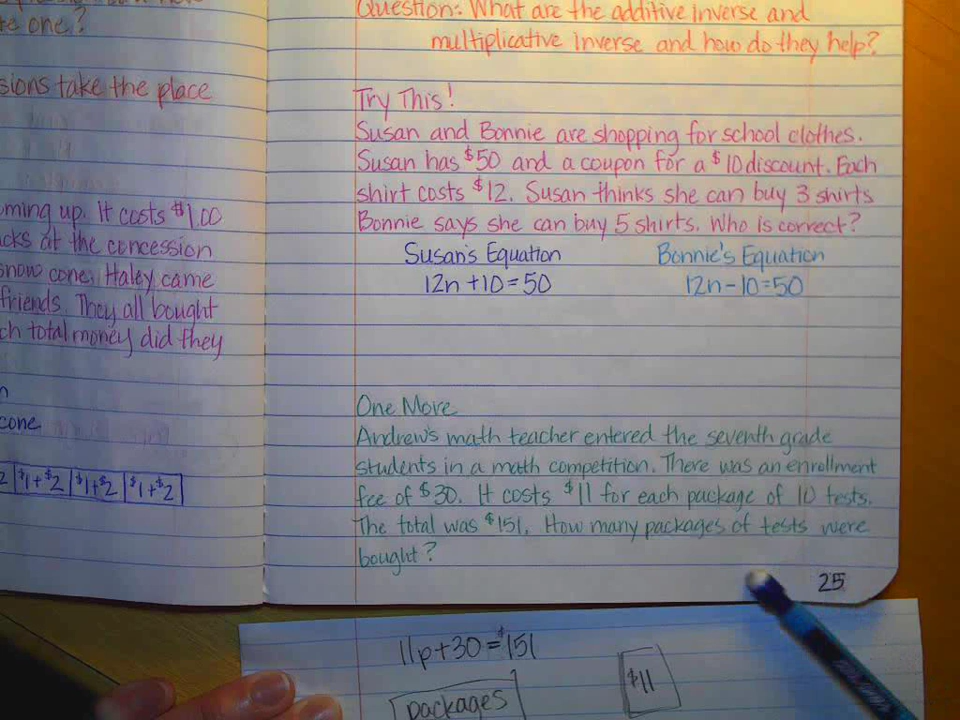 te one?
sions take the place
ming up. It costs $1.00
cks at the concession
snow cone. Haley came
friends. They all bought
ch total money did they
n
cone
2 $1+$2 $1+$2 $1+$2
Question: What are the additive inverse and
multiplicative inverse and how do they help?
Try This!
Susan and Bonnie are shopping for school clothes.
Susan has $50 and a coupon for a $10 discount. Each
shirt costs $12. Susan thinks she can buy 3 shirts
Bonnie says she can buy 5 shirts. Who is correct?
Susan's Equation Bonnie's Equation
12n+10=50 12n-10=50
One More
Andrew's math teacher entered the seventh grade
students in a math competition. There was an enrollment
fee of $30. It costs $11 for each package of 10 tests.
The total was $151. How many packages of tests were
bought?
25
11p+30=$151
packages $11